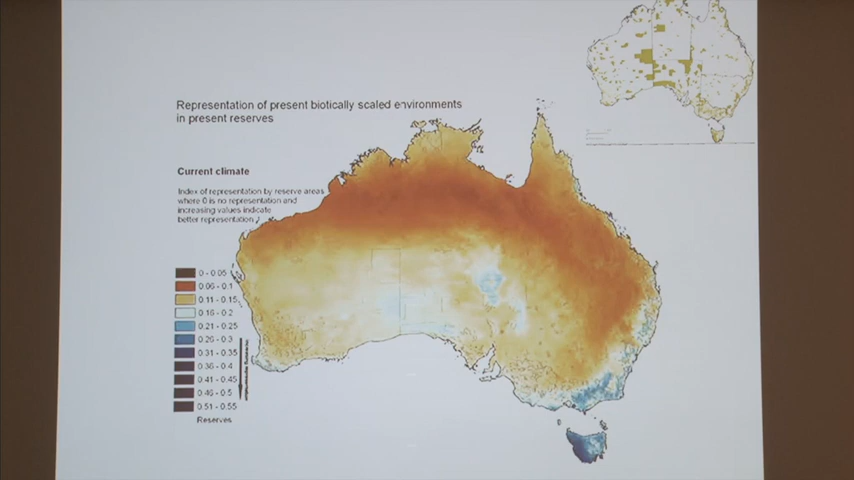 Representation of present biotically scaled environments
in present reserves
Current climate
Index of representation by reserve areas
where 0 is no representation and
increasing values indicate
better representation
0 - 0.05
0.06 - 0.1
0.11 - 0.15
0.16 - 0.2
0.21 - 0.25
0.26 - 0.3
0.31 - 0.35
0.36 - 0.4
0.41 - 0.45
0.46 - 0.5
0.51 - 0.55
Reserves